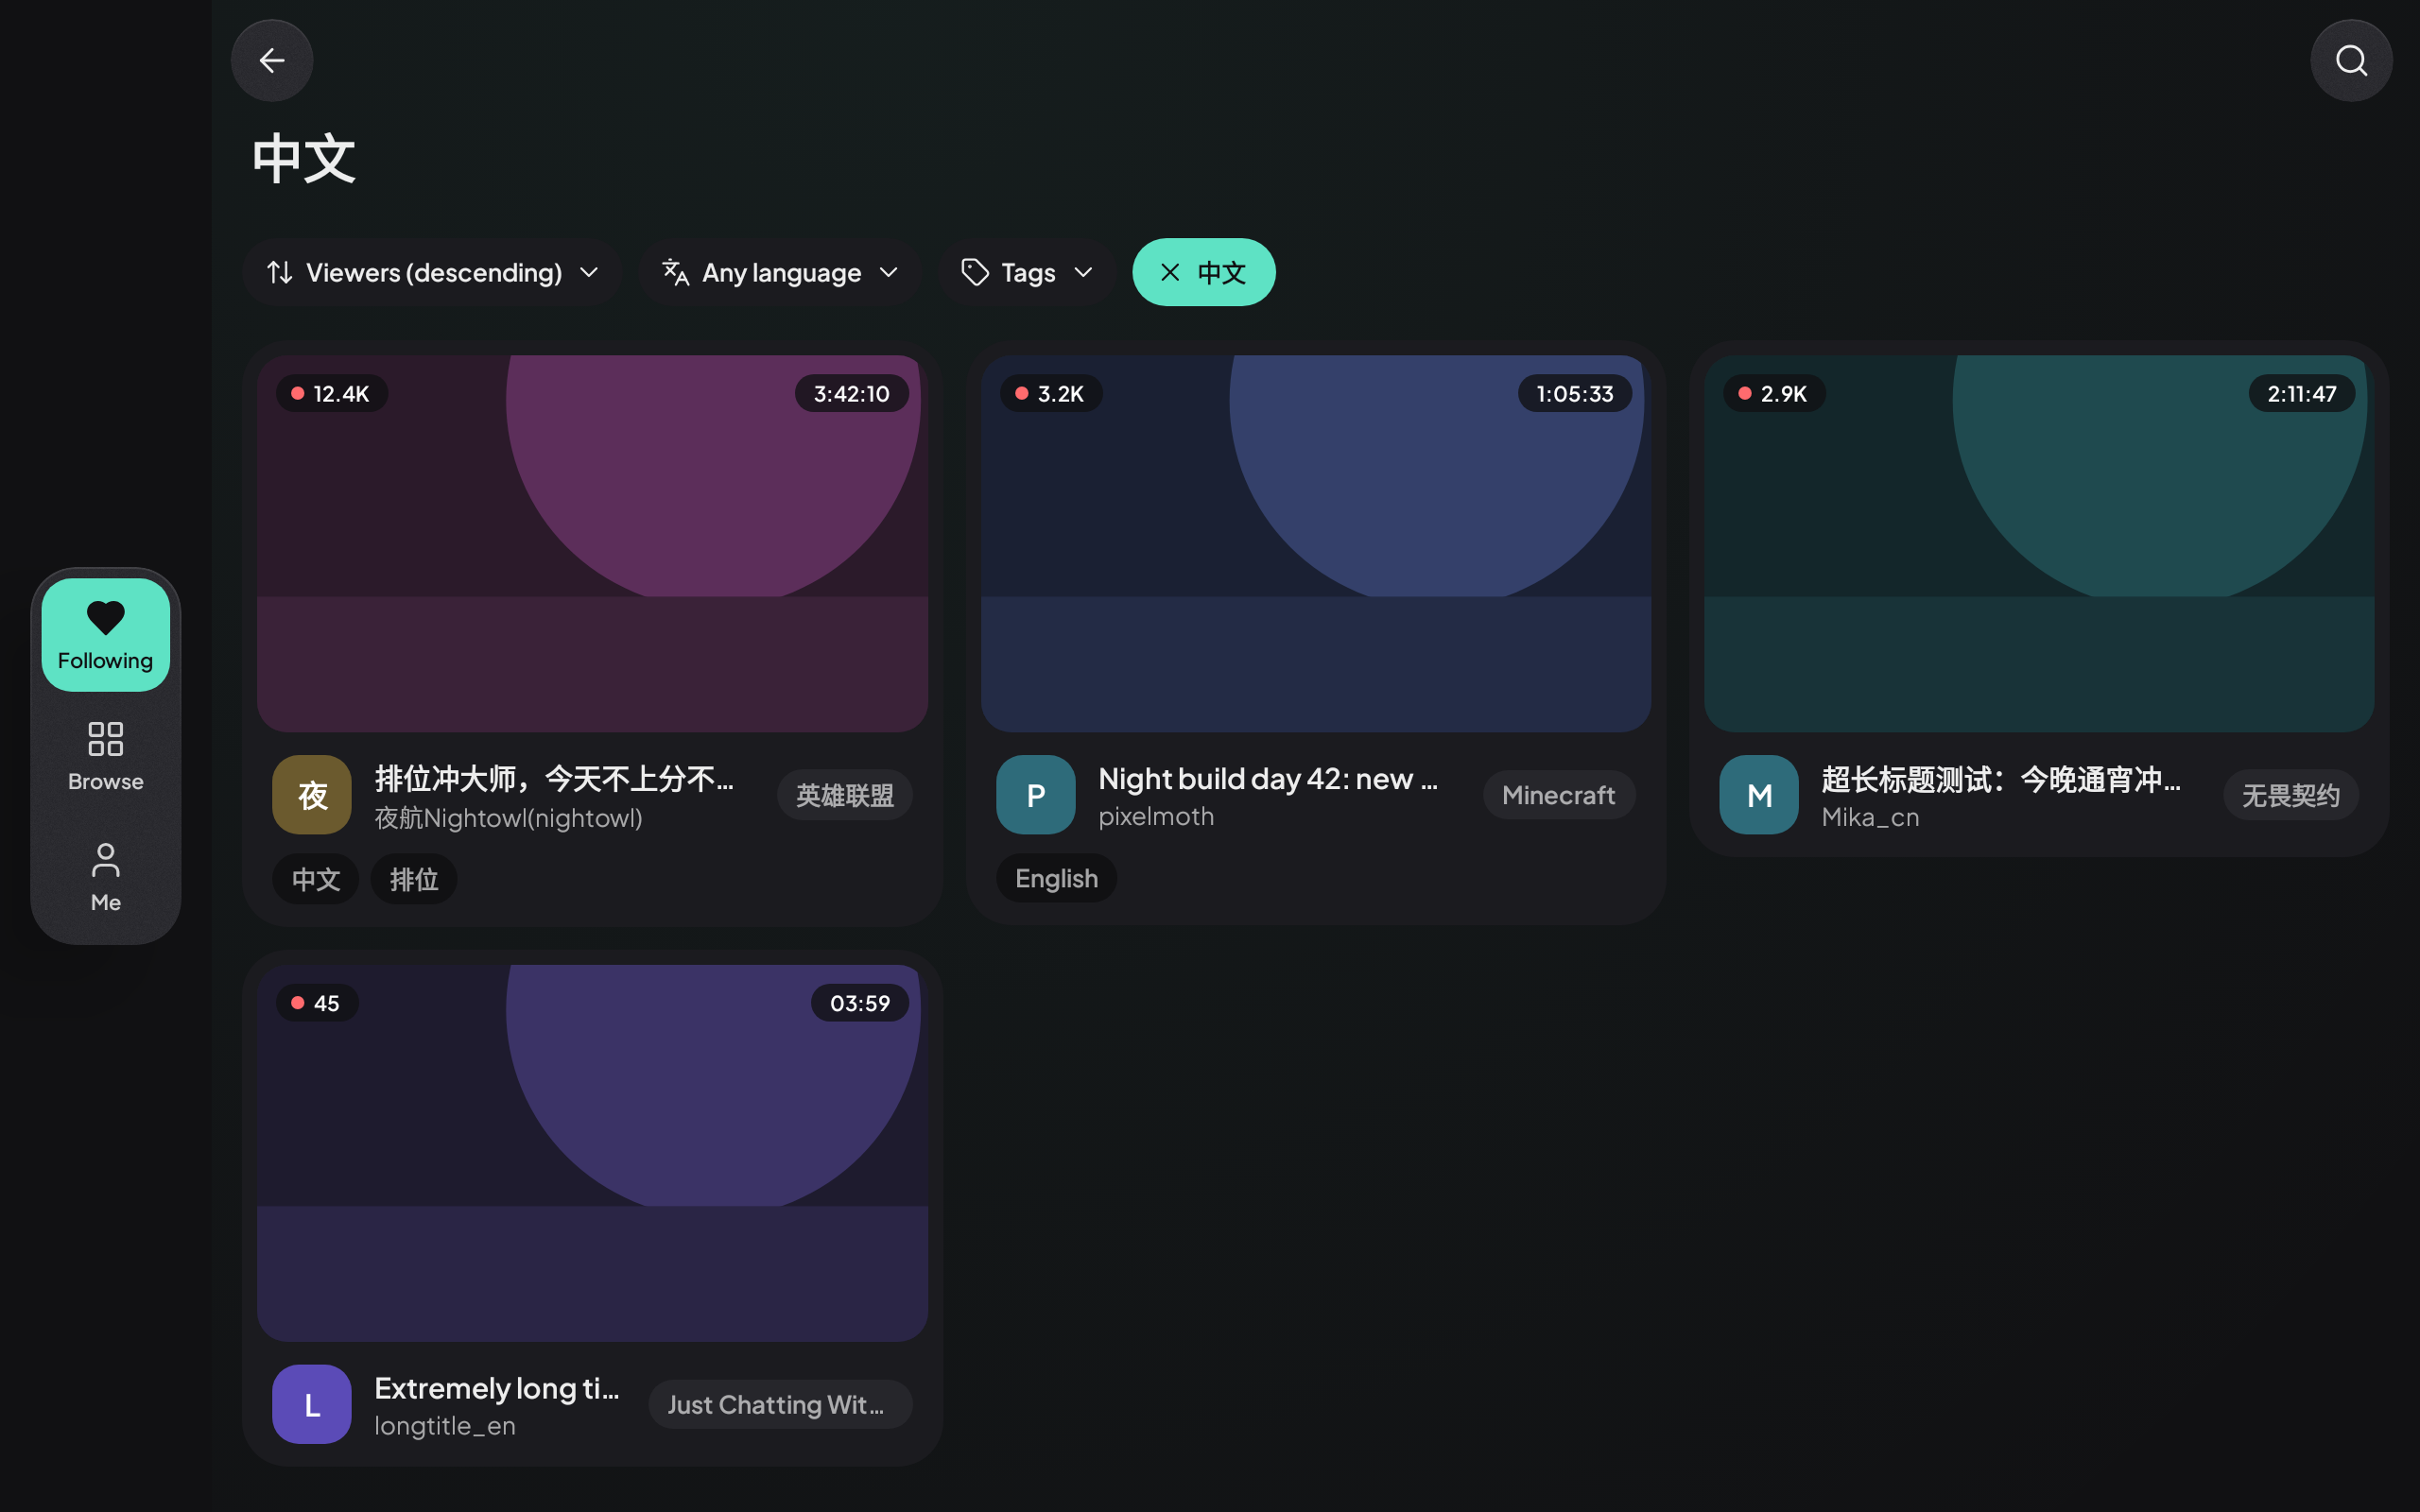 中文
Viewers (descending)
Any language
Tags
中文
12.4K
3:42:10
排位冲大师，今天不上分不...
夜航Nightowl(nightowl)
英雄联盟
夜
中文
排位
3.2K
1:05:33
P
Night build day 42: new ...
pixelmoth
Minecraft
English
2.9K
2:11:47
M
超长标题测试：今晚通宵冲...
Mika_cn
无畏契约
45
03:59
L
Extremely long ti...
longtitle_en
Just Chatting Wit...
Following
Browse
Me